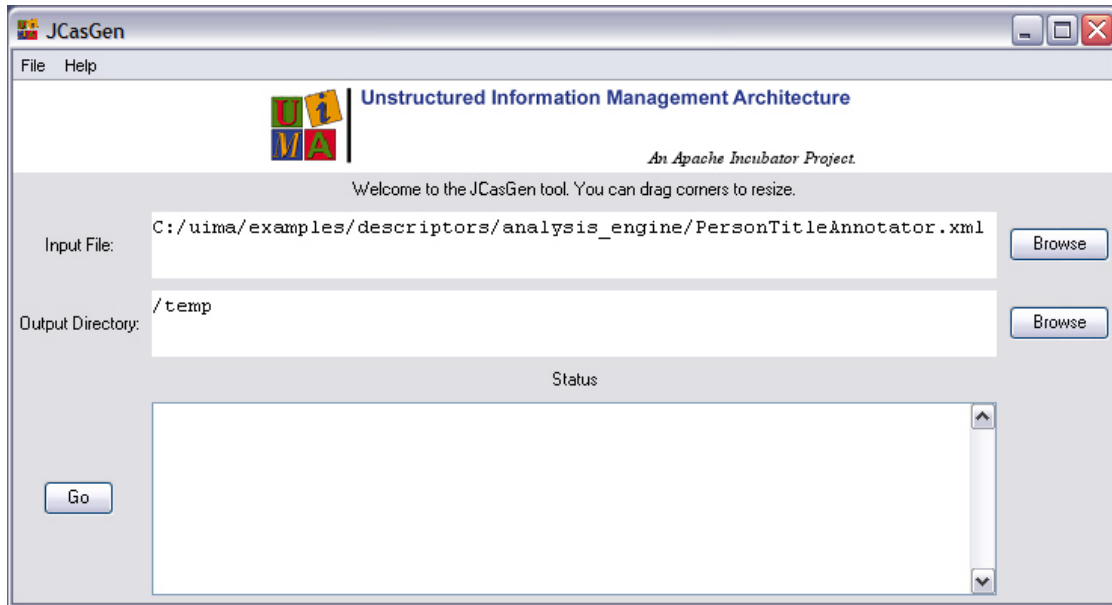 JCasGen
File Help
U i M A
Unstructured Information Management Architecture
An Apache Incubator Project.
Welcome to the JCasGen tool. You can drag corners to resize.
Input File:
C:/uima/examples/descriptors/analysis_engine/PersonTitleAnnotator.xml
Browse
Output Directory:
/temp
Browse
Status
Go